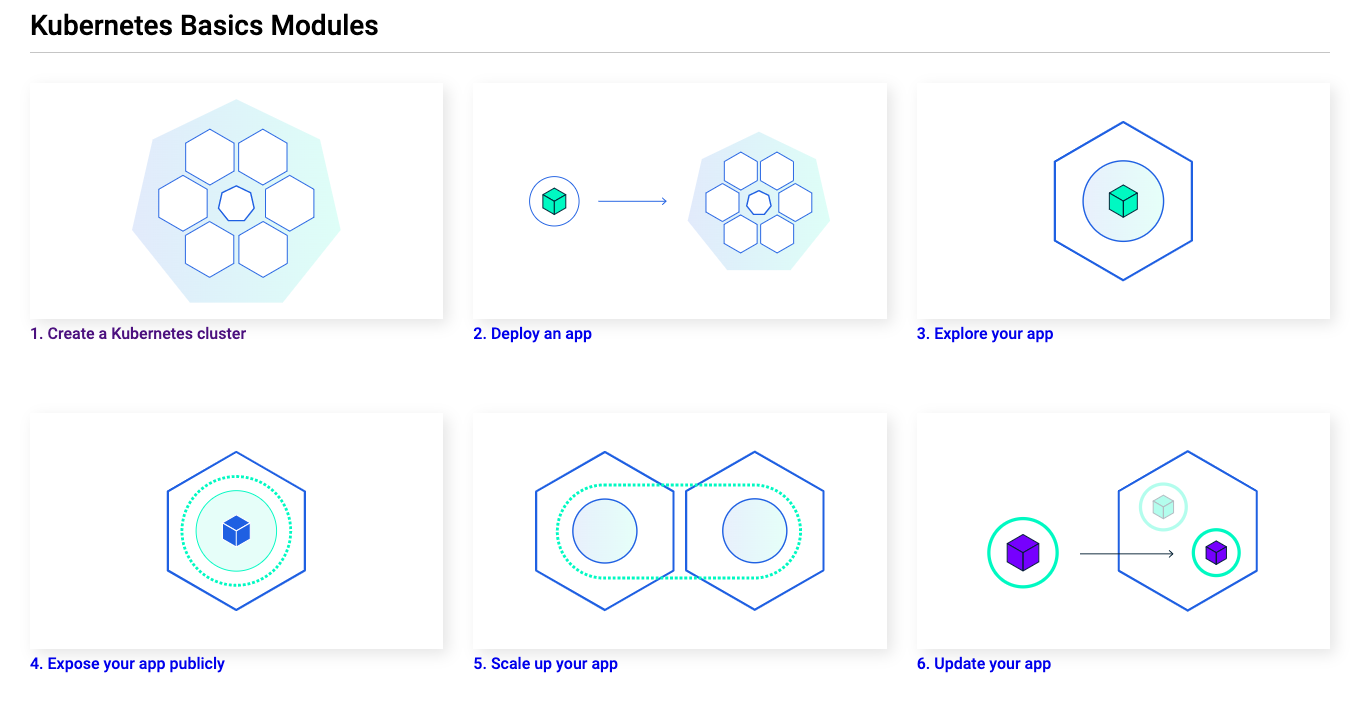 Kubernetes Basics Modules
1. Create a Kubernetes cluster
2. Deploy an app
3. Explore your app
4. Expose your app publicly
5. Scale up your app
6. Update your app